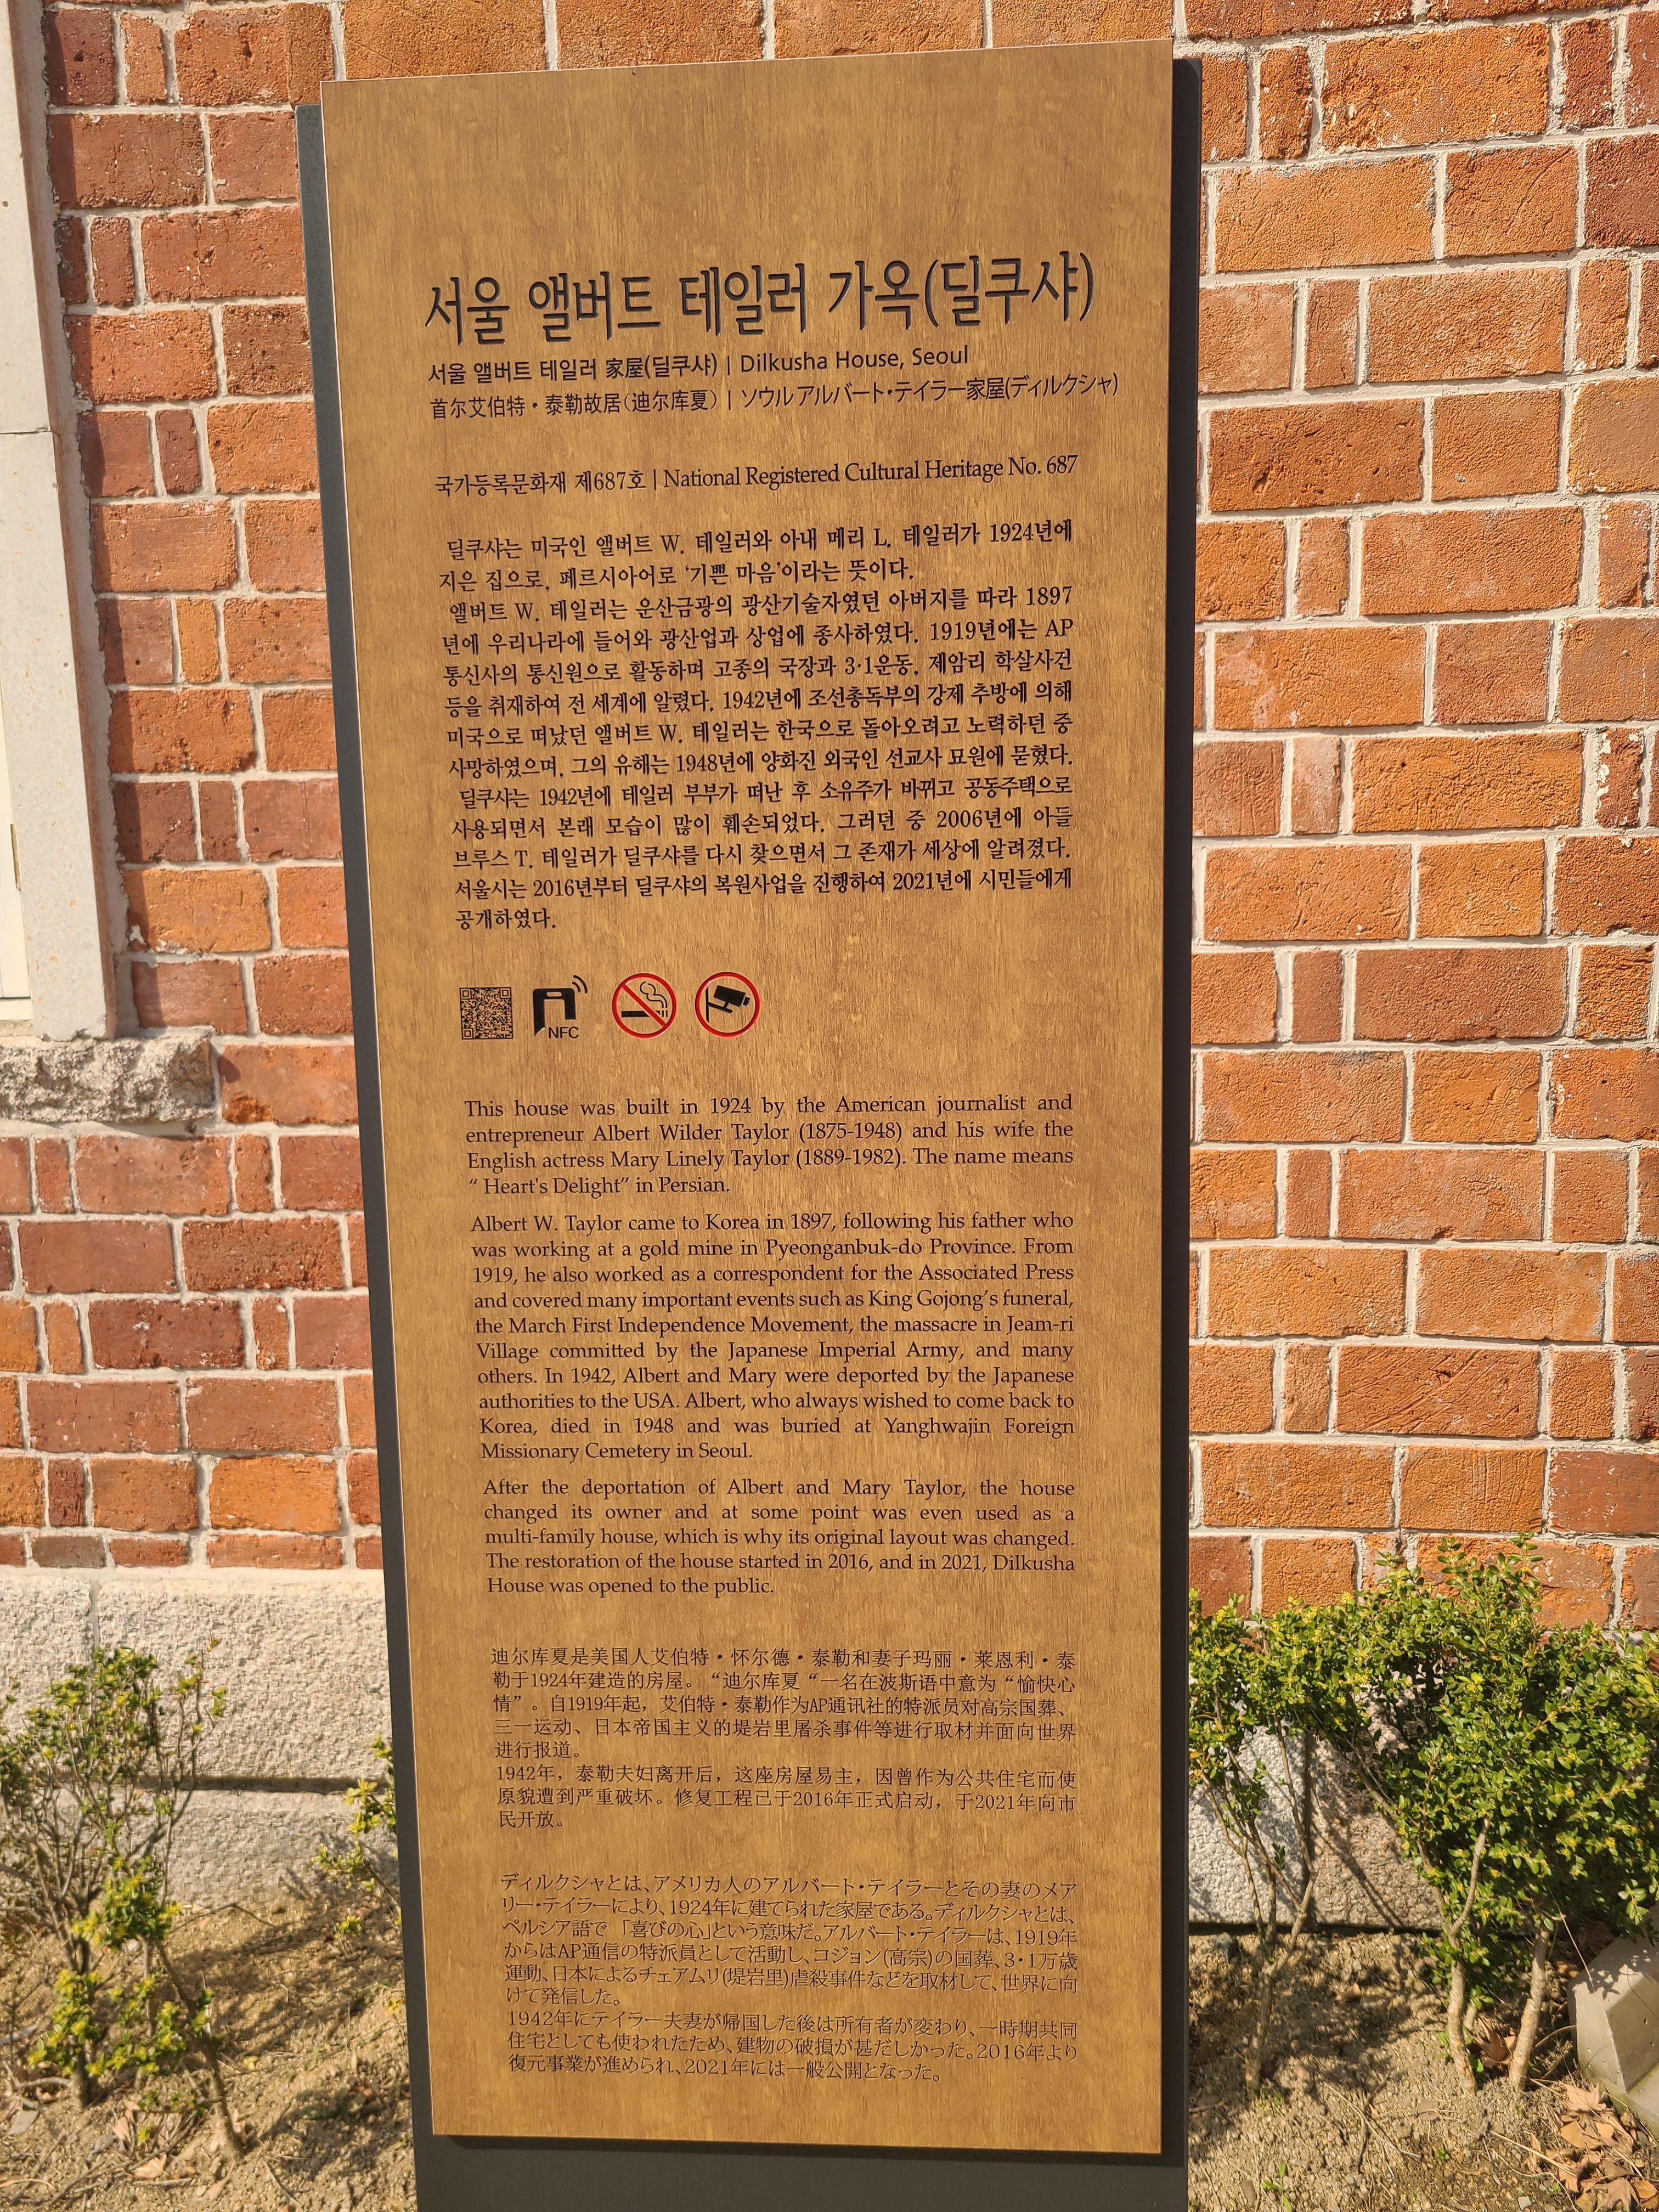 서울 앨버트 테일러 가옥(딜쿠샤)
서울 앨버트 테일러 家屋(딜쿠샤) | Dilkusha House, Seoul
首尔艾伯特・泰勒故居(迪尔库夏) | ソウル アルバート・テイラー家屋(ディルクシャ)
국가등록문화재 제687호 | National Registered Cultural Heritage No. 687
딜쿠샤는 미국인 앨버트 W. 테일러와 아내 메리 L. 테일러가 1924년에
지은 집으로, 페르시아어로 '기쁜 마음'이라는 뜻이다.
앨버트 W. 테일러는 운산금광의 광산기술자였던 아버지를 따라 1897
년에 우리나라에 들어와 광산업과 상업에 종사하였다. 1919년에는 AP
통신사의 통신원으로 활동하며 고종의 국장과 3·1운동, 제암리 학살사건
등을 취재하여 전 세계에 알렸다. 1942년에 조선총독부의 강제 추방에 의해
미국으로 떠났던 앨버트 W. 테일러는 한국으로 돌아오려고 노력하던 중
사망하였으며, 그의 유해는 1948년에 양화진 외국인 선교사 묘원에 묻혔다.
딜쿠샤는 1942년에 테일러 부부가 떠난 후 소유주가 바뀌고 공동주택으로
사용되면서 본래 모습이 많이 훼손되었다. 그러던 중 2006년에 아들
브루스 T. 테일러가 딜쿠샤를 다시 찾으면서 그 존재가 세상에 알려졌다.
서울시는 2016년부터 딜쿠샤의 복원사업을 진행하여 2021년에 시민들에게
공개하였다.
NFC
This house was built in 1924 by the American journalist and
entrepreneur Albert Wilder Taylor (1875-1948) and his wife the
English actress Mary Linely Taylor (1889-1982). The name means
“ Heart's Delight” in Persian.
Albert W. Taylor came to Korea in 1897, following his father who
was working at a gold mine in Pyeonganbuk-do Province. From
1919, he also worked as a correspondent for the Associated Press
and covered many important events such as King Gojong’s funeral,
the March First Independence Movement, the massacre in Jeam-ri
Village committed by the Japanese Imperial Army, and many
others. In 1942, Albert and Mary were deported by the Japanese
authorities to the USA. Albert, who always wished to come back to
Korea, died in 1948 and was buried at Yanghwajin Foreign
Missionary Cemetery in Seoul.
After the deportation of Albert and Mary Taylor, the house
changed its owner and at some point was even used as a
multi-family house, which is why its original layout was changed.
The restoration of the house started in 2016, and in 2021, Dilkusha
House was opened to the public.
迪尔库夏是美国人艾伯特・怀尔德・泰勒和妻子玛丽・莱恩利・泰
勒于1924年建造的房屋。“迪尔库夏“一名在波斯语中意为“愉快心
情”。自1919年起，艾伯特・泰勒作为AP通讯社的特派员对高宗国葬、
三一运动、日本帝国主义的堤岩里屠杀事件等进行取材并面向世界
进行报道。
1942年，泰勒夫妇离开后，这座房屋易主，因曾作为公共住宅而使
原貌遭到严重破坏。修复工程已于2016年正式启动，于2021年向市
民开放。
ディルクシャとは、アメリカ人のアルバート・テイラーとその妻のメア
リー・テイラーにより、1924年に建てられた家屋である。ディルクシャとは、
ペルシア語で 「喜びの心」という意味だ。アルバート・テイラーは、1919年
からはAP通信の特派員として活動し、コジョン(高宗)の国葬、3・1万歳
運動、日本によるチェアムリ(堤岩里)虐殺事件などを取材して、世界に向
けて発信した。
1942年にテイラー夫妻が帰国した後は所有者が変わり、一時期共同
住宅としても使われたため、建物の破損が甚だしかった。2016年より
復元事業が進められ、2021年には一般公開となった。